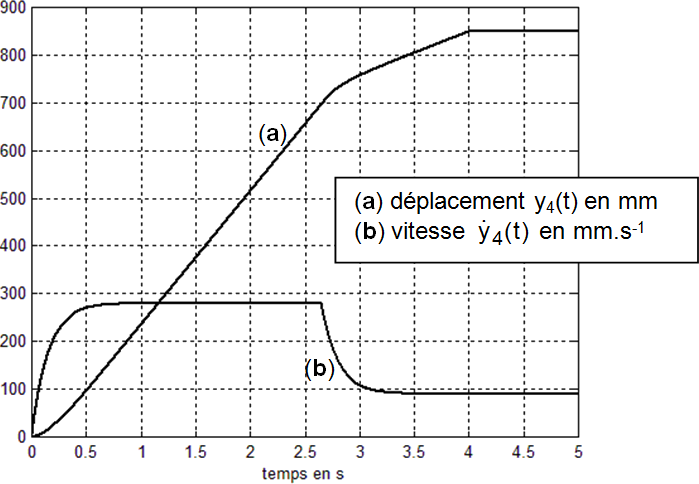 900
800
700
600
500
400
300
200
100
0
(a)
(b)
(a) déplacement y₄(t) en mm
(b) vitesse ẏ₄(t) en mm.s⁻¹
0 0.5 1 1.5 2 2.5 3 3.5 4 4.5 5
temps en s